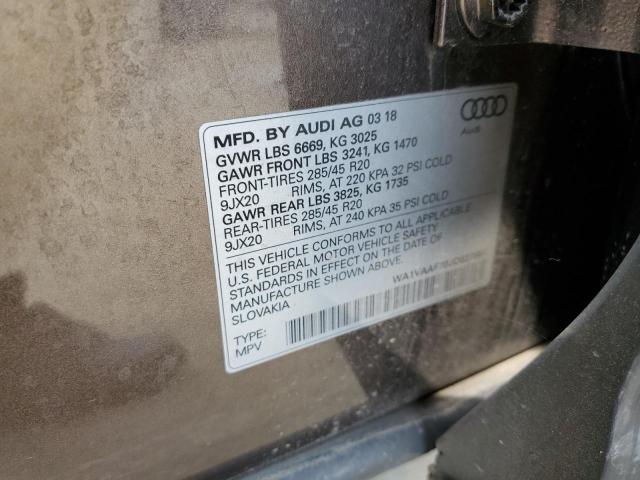 MFD. BY AUDI AG 03 18
GVWR LBS 6669, KG 3025
GAWR FRONT LBS 3241, KG 1470
FRONT-TIRES 285/45 R20
9JX20 RIMS, AT 220 KPA 32 PSI COLD
GAWR REAR LBS 3825, KG 1735
REAR-TIRES 285/45 R20
9JX20 RIMS, AT 240 KPA 35 PSI COLD
THIS VEHICLE CONFORMS TO ALL APPLICABLE
U.S. FEDERAL MOTOR VEHICLE SAFETY
STANDARDS IN EFFECT ON THE DATE OF
MANUFACTURE SHOWN ABOVE.
SLOVAKIA
TYPE:
MPV
Audi